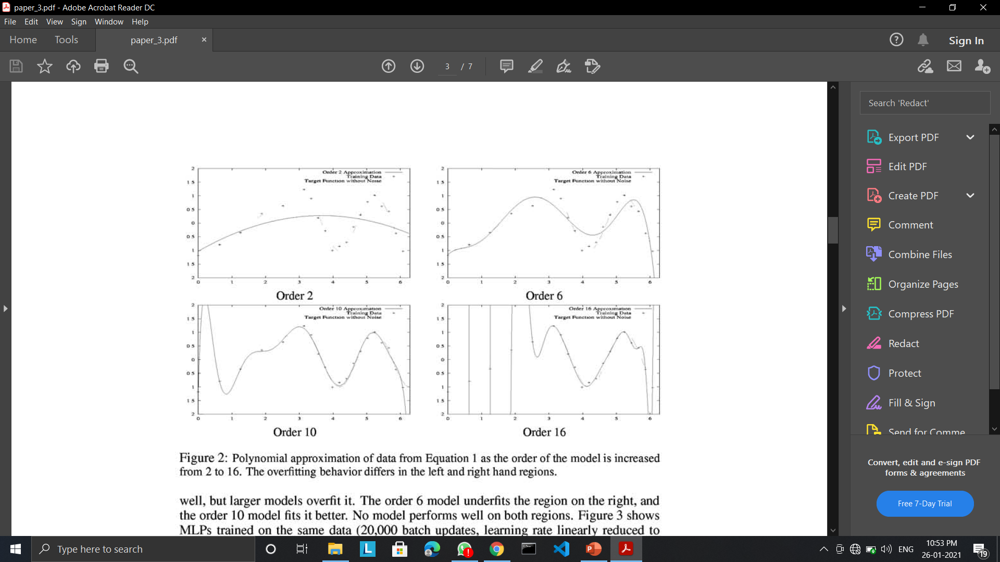 paper_3.pdf - Adobe Acrobat Reader DC
File Edit View Sign Window Help
Home Tools paper_3.pdf × Sign In
3 / 7
Search 'Redact'
Export PDF
Edit PDF
Create PDF
Comment
Combine Files
Organize Pages
Compress PDF
Redact
Protect
Fill & Sign
Send for Comme
Convert, edit and e-sign PDF
forms & agreements
Free 7-Day Trial
Order 2 Approximation
Training Data
Target Function without Noise
2
1 5
1
0 5
0
0 5
1
1 5
2
0 1 2 3 4 5 6
Order 2
Order 6 Approximation
Training Data
Target Function without Noise
2
1 5
1
0 5
0
0 5
1
1 5
2
0 1 2 3 4 5 6
Order 6
Order 10 Approximation
Training Data
Target Function without Noise
2
1 5
1
0 5
0
0 5
1
1 5
2
0 1 2 3 4 5 6
Order 10
Order 16 Approximation
Training Data
Target Function without Noise
2
1 5
1
0 5
0
0 5
1
1 5
2
0 1 2 3 4 5 6
Order 16
Figure 2: Polynomial approximation of data from Equation 1 as the order of the model is increased
from 2 to 16. The overfitting behavior differs in the left and right hand regions.
well, but larger models overfit it. The order 6 model underfits the region on the right, and
the order 10 model fits it better. No model performs well on both regions. Figure 3 shows
MLPs trained on the same data (20,000 batch updates, learning rate linearly reduced to
Type here to search
ENG
10:53 PM
26-01-2021
19